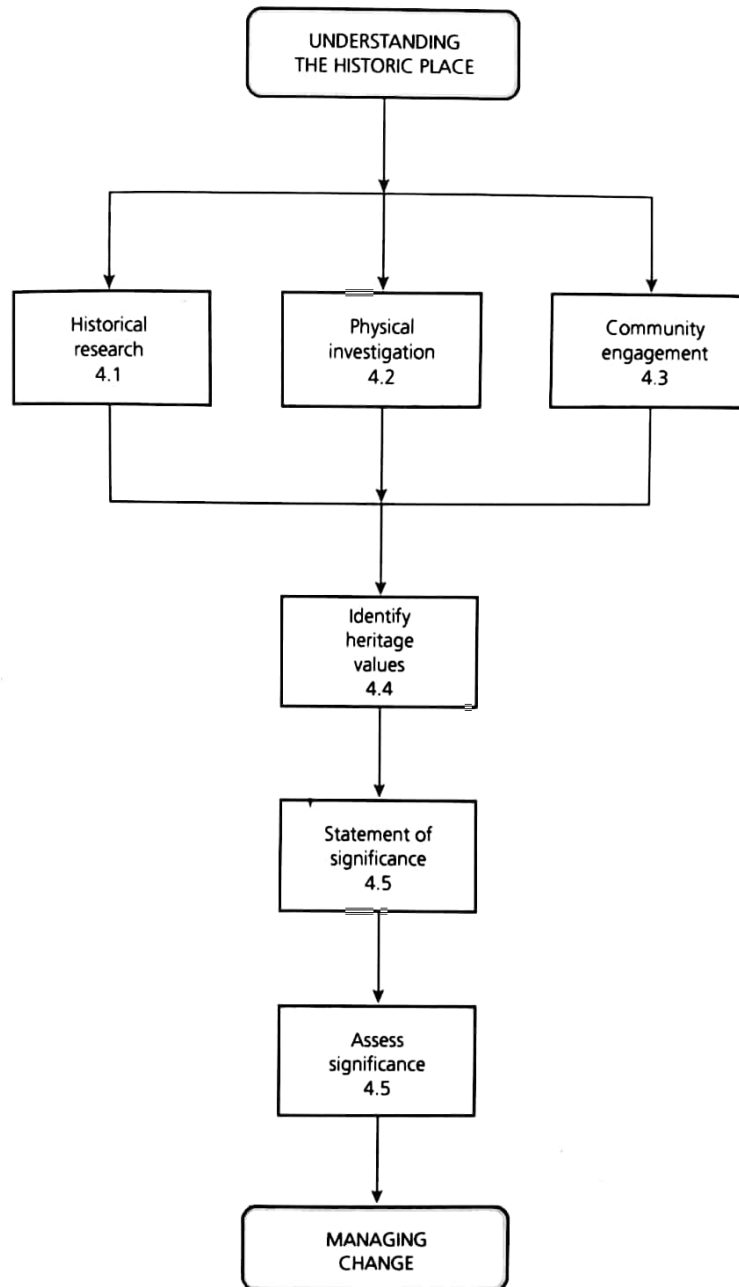 UNDERSTANDING
THE HISTORIC PLACE
Historical
research
4.1
Physical
investigation
4.2
Community
engagement
4.3
Identify
heritage
values
4.4
Statement of
significance
4.5
Assess
significance
4.5
MANAGING
CHANGE